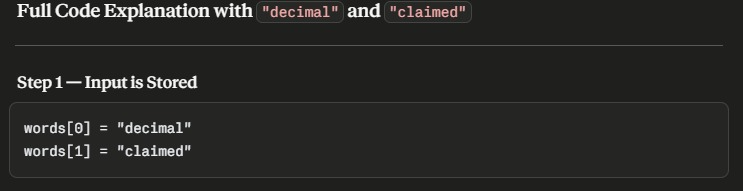 Full Code Explanation with "decimal" and "claimed"
Step 1 — Input is Stored
words[0] = "decimal"
words[1] = "claimed"